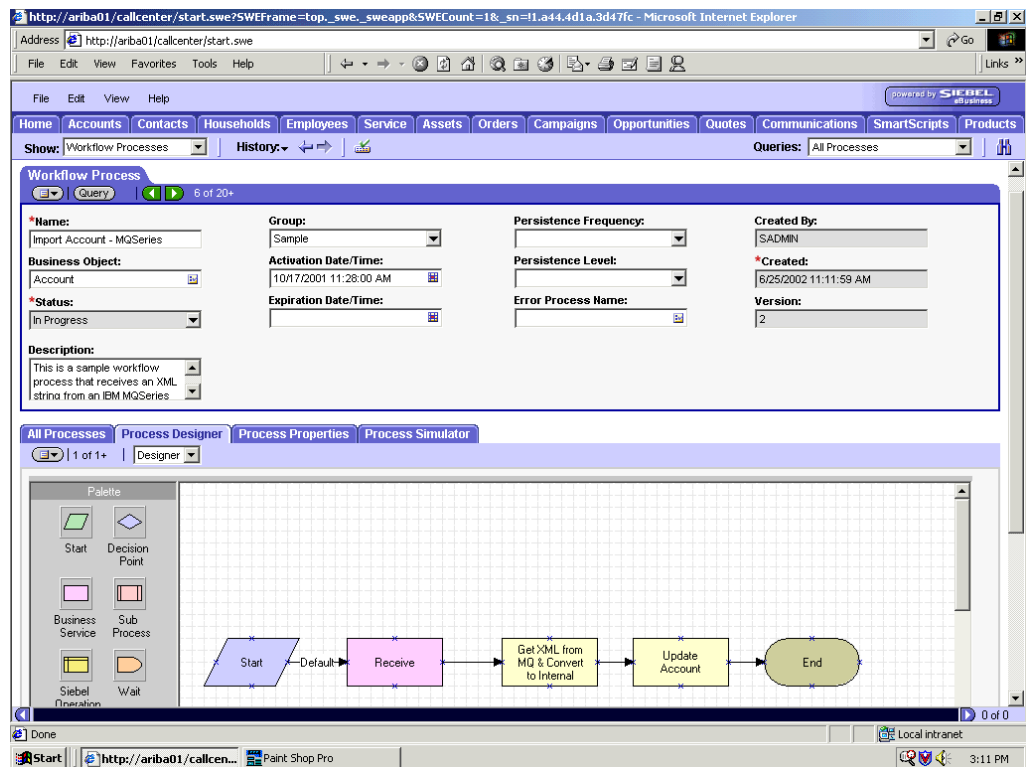 http://ariba01/callcenter/start.swe?SWEFrame=top._swe._sweapp&SWECount=1&_sn=!1.a44.4d1a.3d47fc - Microsoft Internet Explorer
Address http://ariba01/callcenter/start.swe Go
File Edit View Favorites Tools Help Links »
File Edit View Help powered by SIEBEL eBusiness
Home Accounts Contacts Households Employees Service Assets Orders Campaigns Opportunities Quotes Communications SmartScripts Products
Show: Workflow Processes History: Queries: All Processes
Workflow Process
Query 6 of 20+
*Name: Group: Persistence Frequency: Created By:
Import Account - MQSeries Sample SADMIN
Business Object: Activation Date/Time: Persistence Level: *Created:
Account 10/17/2001 11:28:00 AM 6/25/2002 11:11:59 AM
*Status: Expiration Date/Time: Error Process Name: Version:
In Progress 2
Description:
This is a sample workflow
process that receives an XML
string from an IBM MQSeries
All Processes Process Designer Process Properties Process Simulator
1 of 1+ Designer
Palette
Start Decision Point
Business Service Sub Process
Siebel Operation Wait
Start Default Receive Get XML from MQ & Convert to Internal Update Account End
0 of 0
Done Local intranet
Start http://ariba01/callcen... Paint Shop Pro 3:11 PM